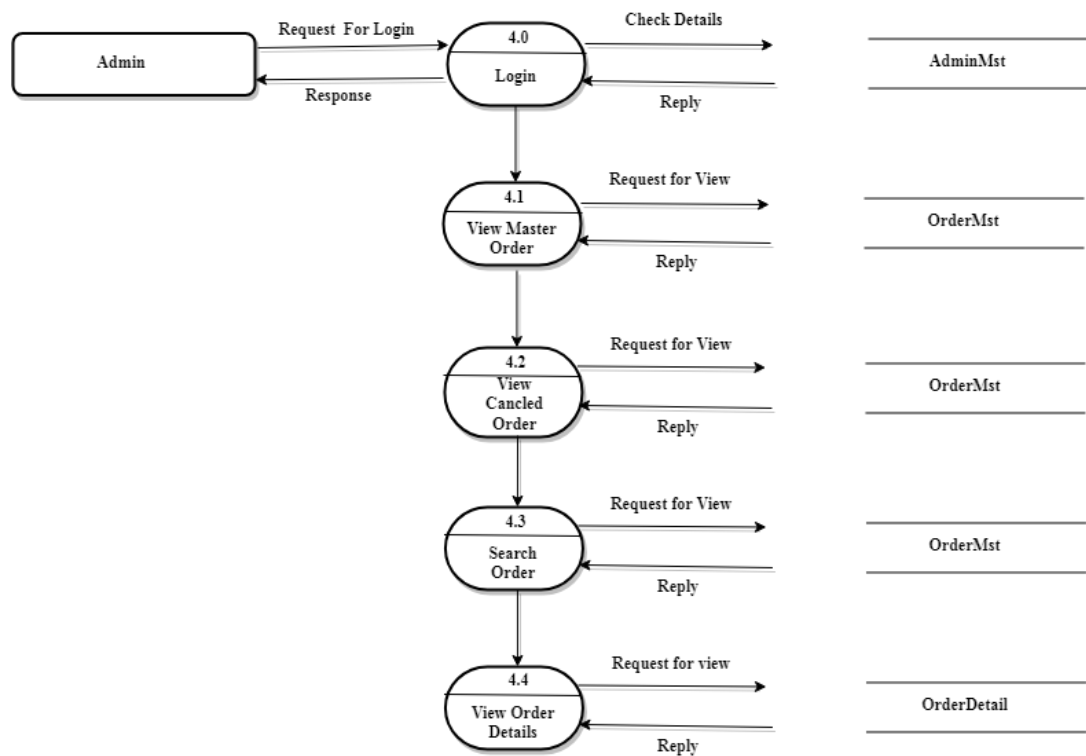 Request For Login
Check Details
4.0
Admin
Login
AdminMst
Response
Reply
Request for View
4.1
View Master
Order
OrderMst
Reply
Request for View
4.2
View
Cancled
Order
OrderMst
Reply
Request for View
4.3
Search
Order
OrderMst
Reply
Request for view
4.4
View Order
Details
OrderDetail
Reply